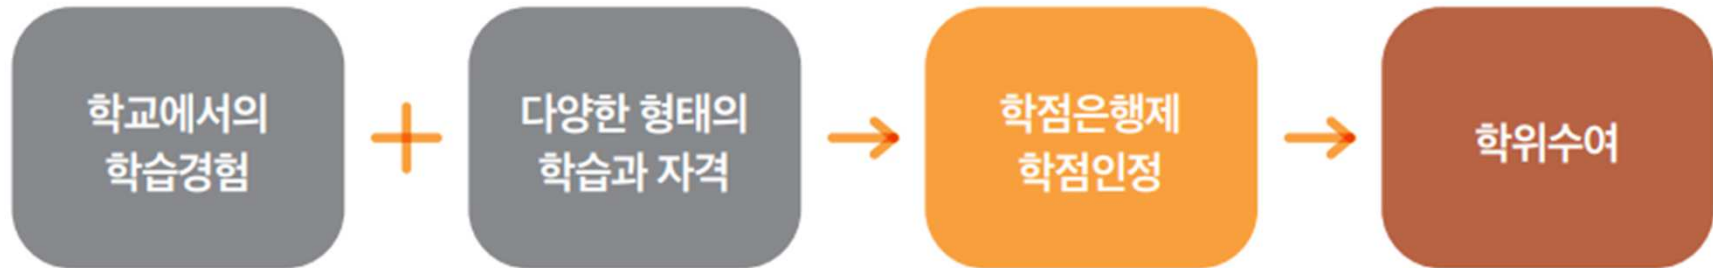 학교에서의
학습경험
다양한 형태의
학습과 자격
학점은행제
학점인정
학위수여